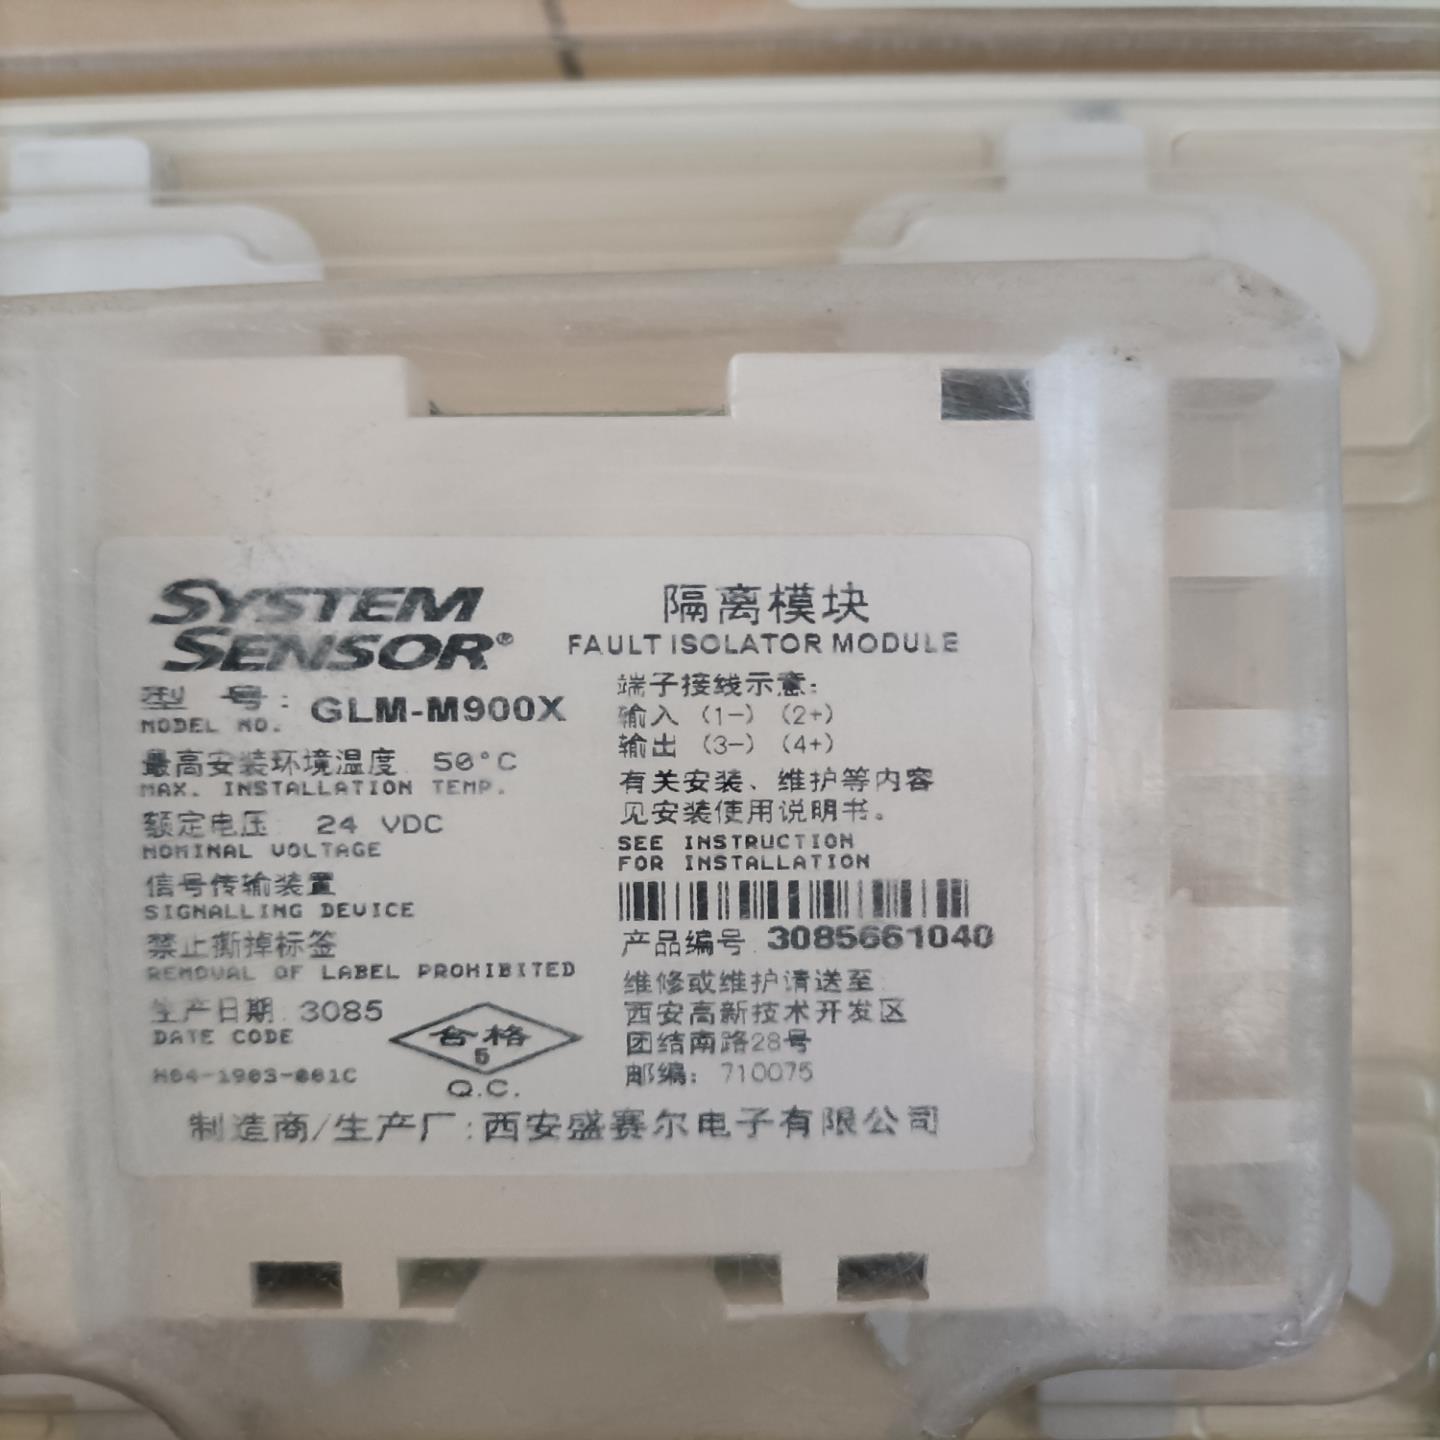 SYSTEM
SENSOR®
型 号:
MODEL NO.
GLM-M900X
最高安装环境温度 50°C
MAX. INSTALLATION TEMP.
额定电压: 24 VDC
NOMINAL VOLTAGE
信号传输装置
SIGNALLING DEVICE
禁止撕掉标签
REMOVAL OF LABEL PROHIBITED
生产日期 3085
DATE CODE
H04-1903-001C
合格
5
Q.C.
隔离模块
FAULT ISOLATOR MODULE
端子接线示意:
输入 (1-) (2+)
输出 (3-) (4+)
有关安装、维护等内容
见安装使用说明书。
SEE INSTRUCTION
FOR INSTALLATION
产品编号 3085661040
维修或维护请送至:
西安高新技术开发区
团结南路28号
邮编: 710075
制造商/生产厂:西安盛赛尔电子有限公司